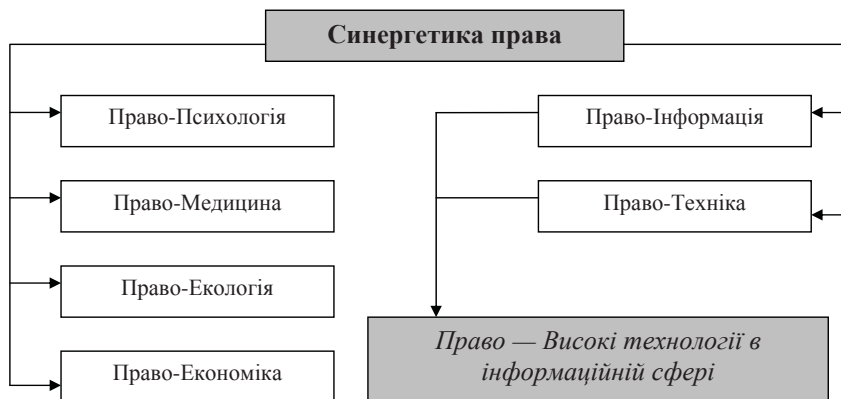 Синергетика права
Право-Психологія
Право-Медицина
Право-Екологія
Право-Економіка
Право-Інформація
Право-Техніка
Право — Високі технології в
інформаційній сфері